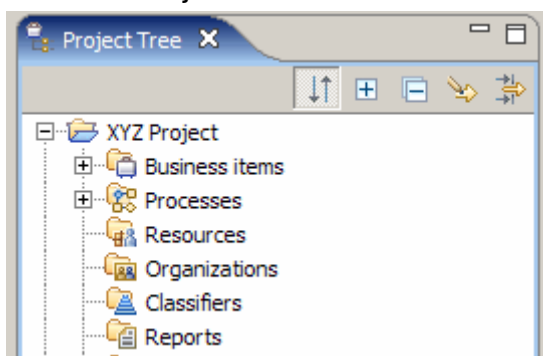 Project Tree
XYZ Project
Business items
Processes
Resources
Organizations
Classifiers
Reports